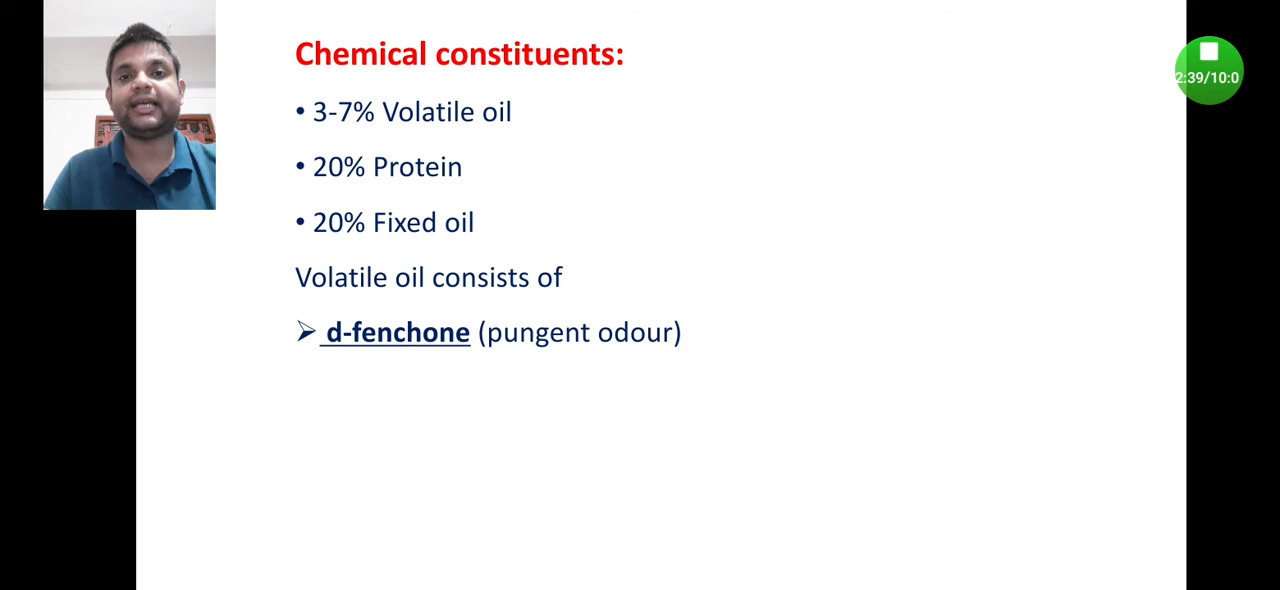 Chemical constituents:
• 3-7% Volatile oil
• 20% Protein
• 20% Fixed oil
Volatile oil consists of
➢ d-fenchone (pungent odour)
2:39/10:0